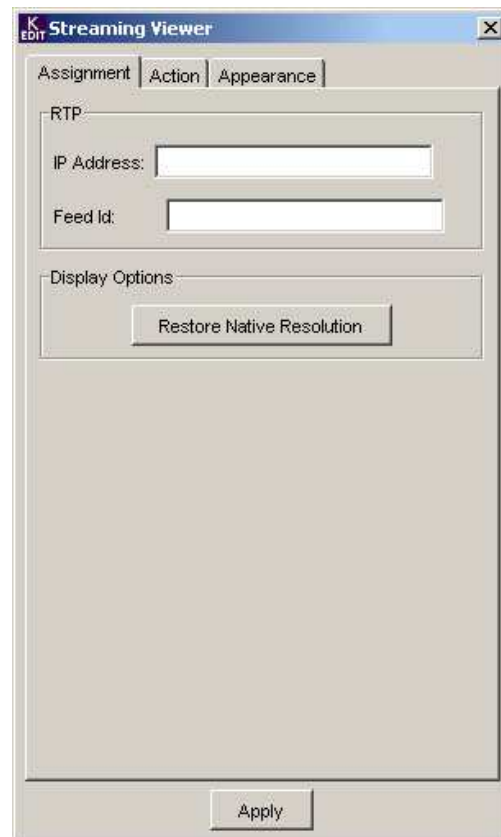 K EDIT Streaming Viewer
Assignment Action Appearance
RTP
IP Address:
Feed Id:
Display Options
Restore Native Resolution
Apply